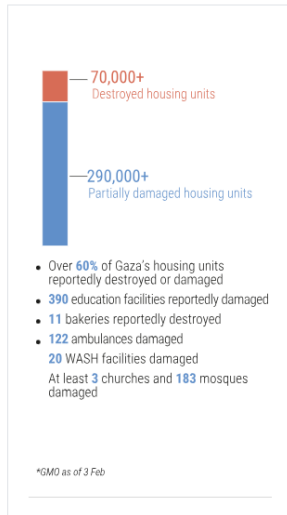 70,000+
Destroyed housing units
290,000+
Partially damaged housing units
• Over 60% of Gaza's housing units
reportedly destroyed or damaged
• 390 education facilities reportedly damaged
• 11 bakeries reportedly destroyed
• 122 ambulances damaged
20 WASH facilities damaged
At least 3 churches and 183 mosques
damaged
*GMO as of 3 Feb